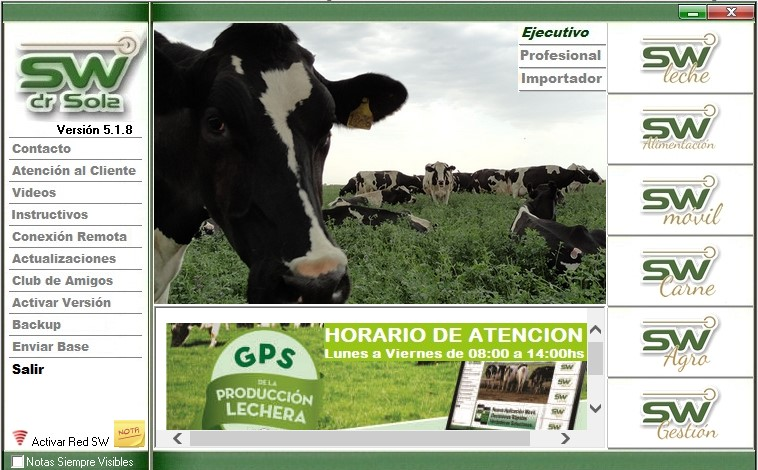 SW
dr Sola
Versión 5.1.8
Contacto
Atención al Cliente
Videos
Instructivos
Conexión Remota
Actualizaciones
Club de Amigos
Activar Versión
Backup
Enviar Base
Salir
Activar Red SW
NOTA
Notas Siempre Visibles
Ejecutivo
Profesional
Importador
HORARIO DE ATENCION
Lunes a Viernes de 08:00 a 14:00hs
GPS
DE LA
PRODUCCIÓN
LECHERA
SW
leche
SW
Alimentación
SW
movil
SW
Carne
SW
Agro
SW
Gestión